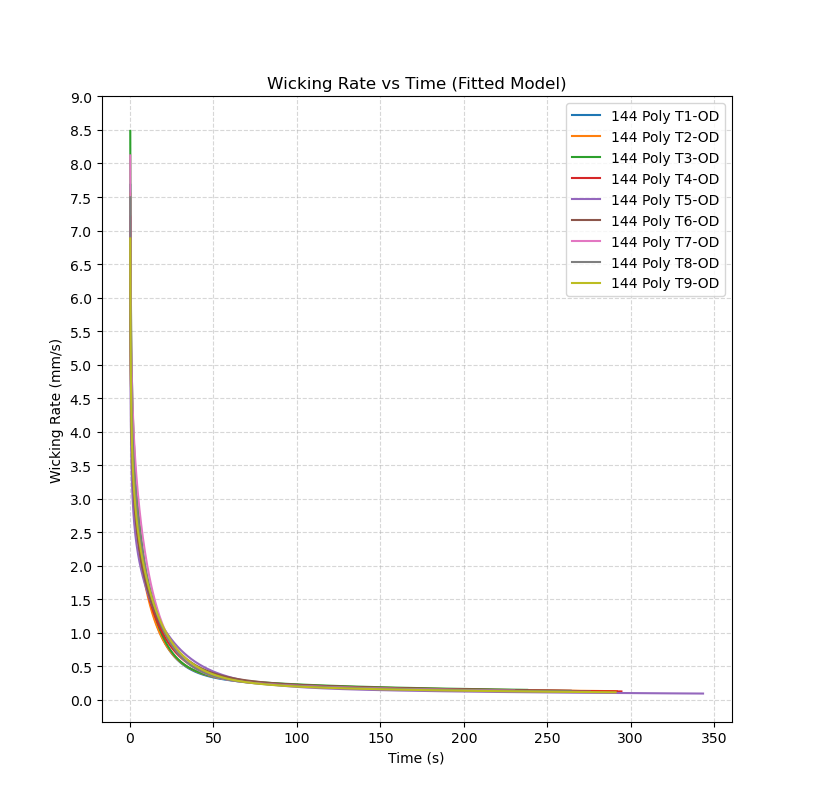 Wicking Rate vs Time (Fitted Model)
9.0
8.5
8.0
7.5
7.0
6.5
6.0
5.5
5.0
4.5
4.0
3.5
3.0
2.5
2.0
1.5
1.0
0.5
0.0
Wicking Rate (mm/s)
144 Poly T1-OD
144 Poly T2-OD
144 Poly T3-OD
144 Poly T4-OD
144 Poly T5-OD
144 Poly T6-OD
144 Poly T7-OD
144 Poly T8-OD
144 Poly T9-OD
0 50 100 150 200 250 300 350
Time (s)